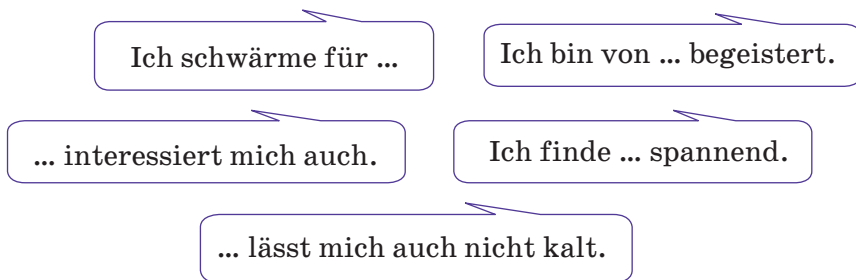 Ich schwärme für ...
Ich bin von ... begeistert.
... interessiert mich auch.
Ich finde ... spannend.
... lässt mich auch nicht kalt.